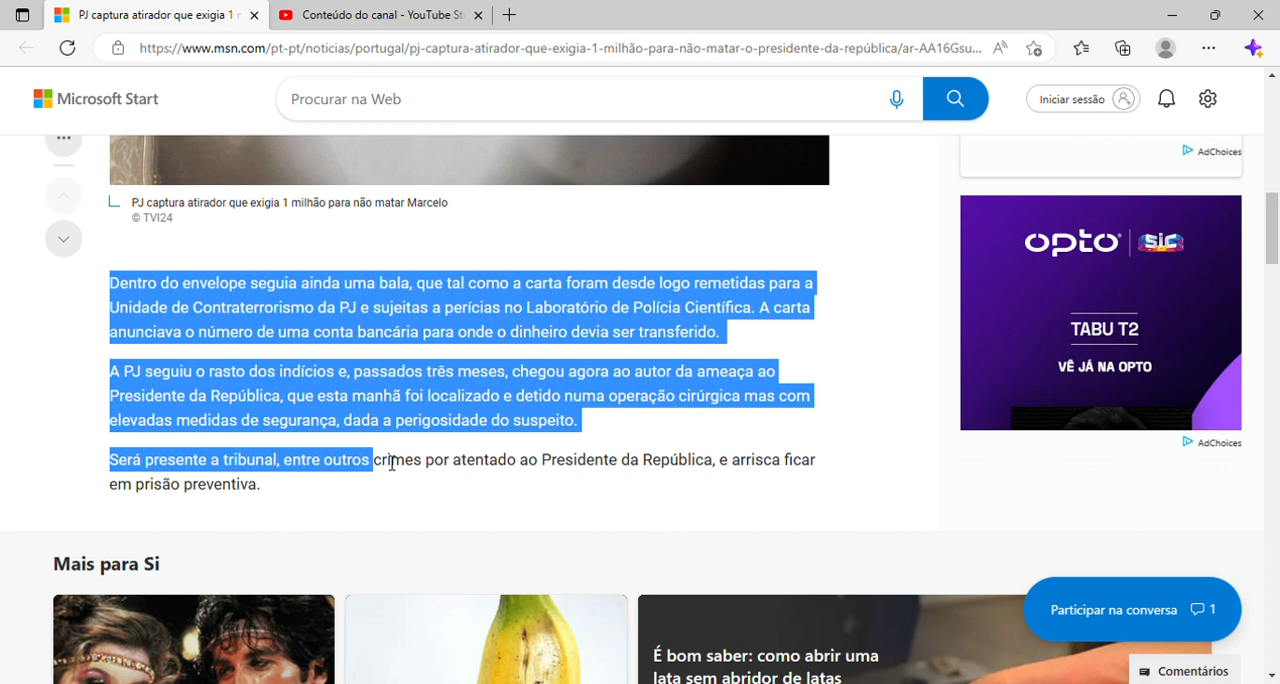 PJ captura atirador que exigia 1 n
Conteúdo do canal - YouTube St
https://www.msn.com/pt-pt/noticias/portugal/pj-captura-atirador-que-exigia-1-milhão-para-não-matar-o-presidente-da-república/ar-AA16Gsu...
Microsoft Start
Procurar na Web
Iniciar sessão
AdChoices
PJ captura atirador que exigia 1 milhão para não matar Marcelo
© TVI24
Dentro do envelope seguia ainda uma bala, que tal como a carta foram desde logo remetidas para a
Unidade de Contraterrorismo da PJ e sujeitas a perícias no Laboratório de Polícia Científica. A carta
anunciava o número de uma conta bancária para onde o dinheiro devia ser transferido.
A PJ seguiu o rasto dos indícios e, passados três meses, chegou agora ao autor da ameaça ao
Presidente da República, que esta manhã foi localizado e detido numa operação cirúrgica mas com
elevadas medidas de segurança, dada a perigosidade do suspeito.
Será presente a tribunal, entre outros crimes por atentado ao Presidente da República, e arrisca ficar
em prisão preventiva.
opto SIC
TABU T2
VÊ JÁ NA OPTO
AdChoices
Mais para Si
É bom saber: como abrir uma
lata sem abridor de latas
Participar na conversa 1
Comentários